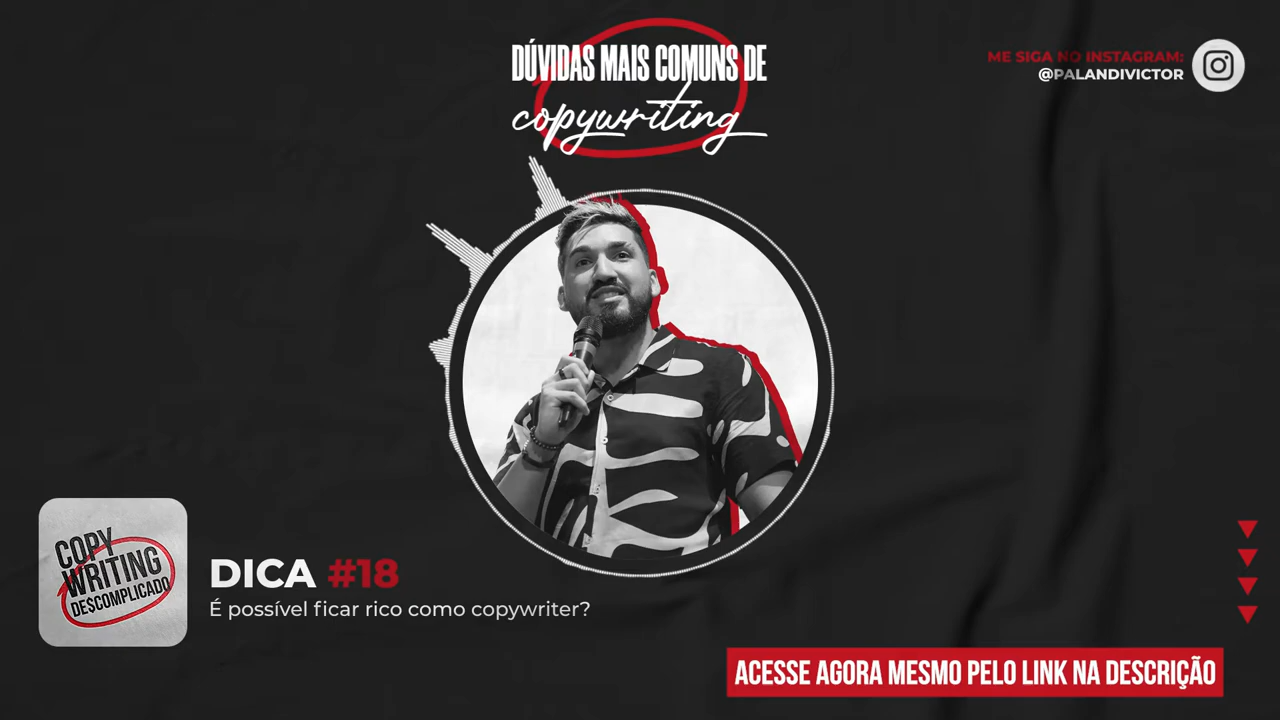 DÚVIDAS MAIS COMUNS DE
copywriting
ME SIGA NO INSTAGRAM:
@PALANDIVICTOR
COPY
WRITING
DESCOMPLICADO
DICA #18
É possível ficar rico como copywriter?
ACESSE AGORA MESMO PELO LINK NA DESCRIÇÃO